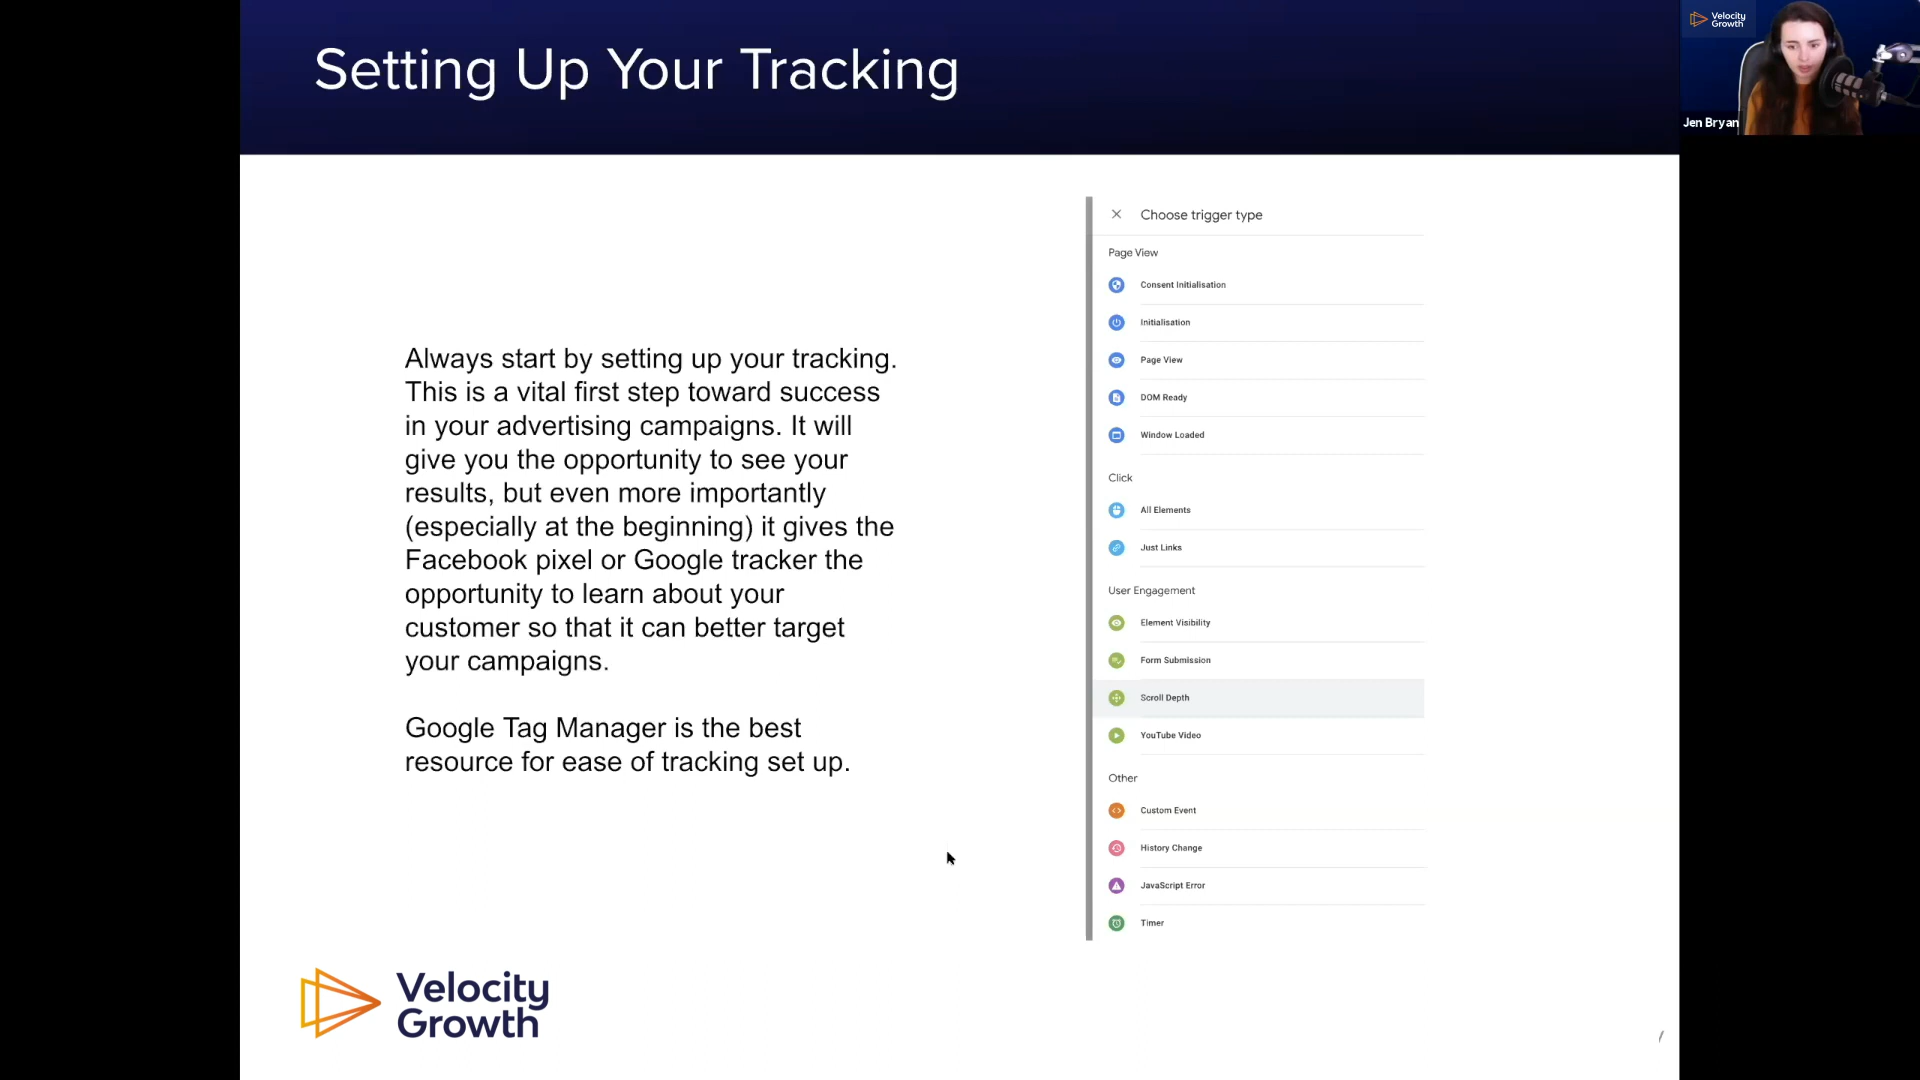 Setting Up Your Tracking
Velocity
Growth
Jen Bryan
Always start by setting up your tracking.
This is a vital first step toward success
in your advertising campaigns. It will
give you the opportunity to see your
results, but even more importantly
(especially at the beginning) it gives the
Facebook pixel or Google tracker the
opportunity to learn about your
customer so that it can better target
your campaigns.
Google Tag Manager is the best
resource for ease of tracking set up.
Choose trigger type
Page View
Consent Initialisation
Initialisation
Page View
DOM Ready
Window Loaded
Click
All Elements
Just Links
User Engagement
Element Visibility
Form Submission
Scroll Depth
YouTube Video
Other
Custom Event
History Change
JavaScript Error
Timer
Velocity
Growth